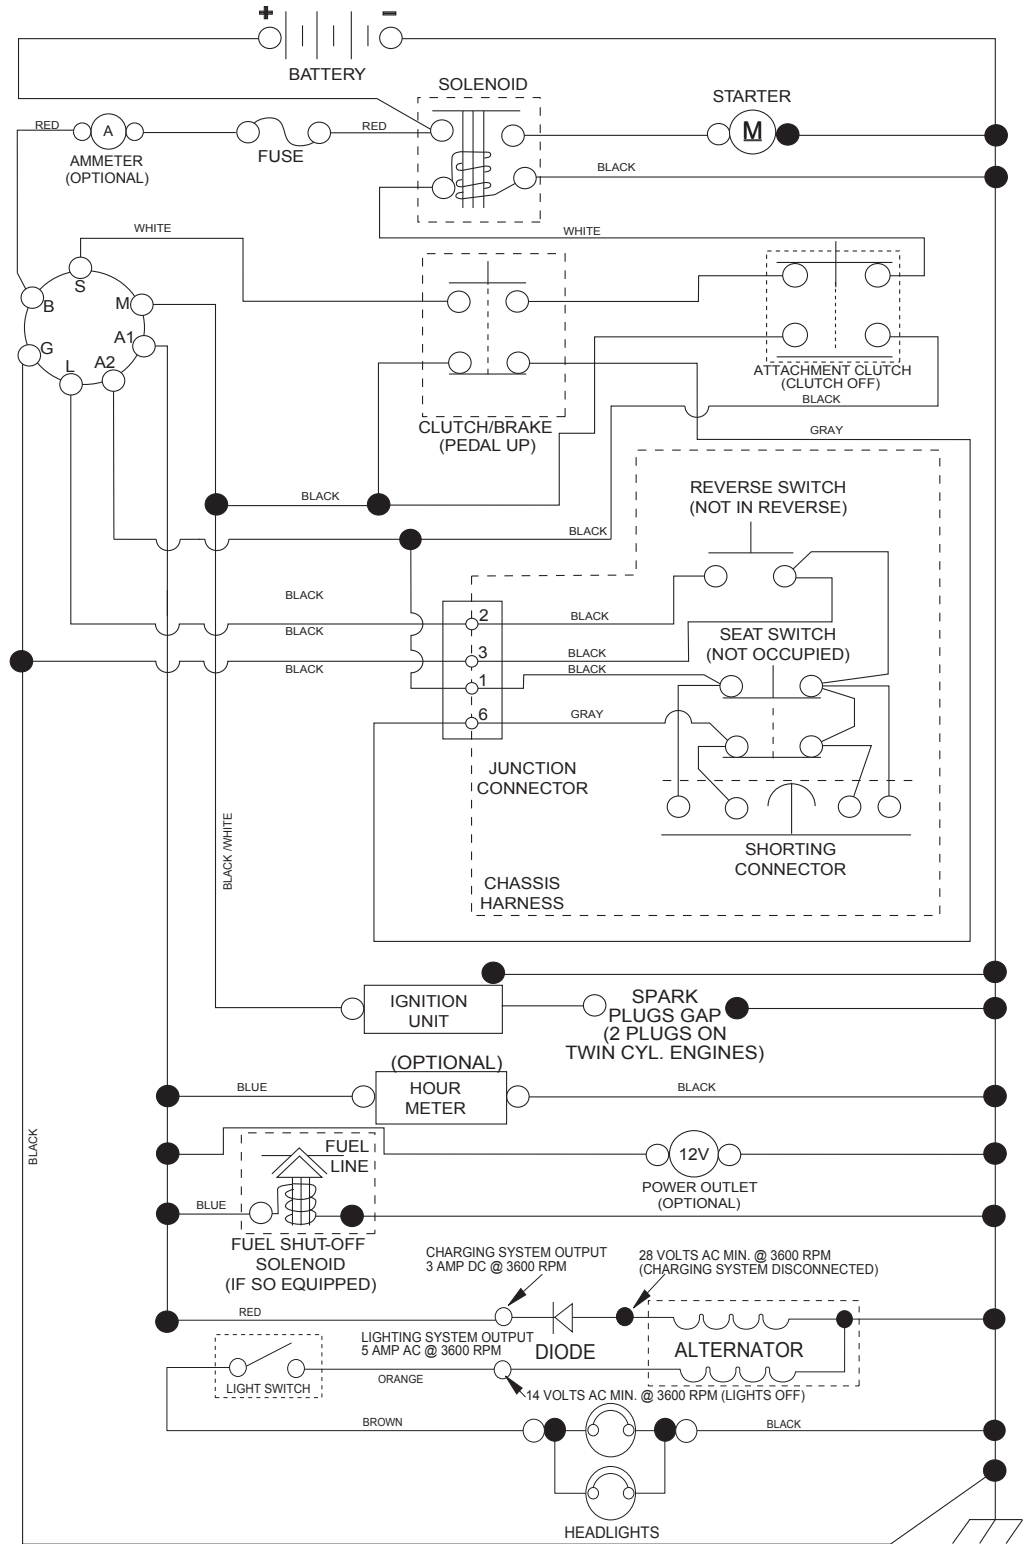 + −
BATTERY
SOLENOID
STARTER
RED
A
RED
M
FUSE
AMMETER
(OPTIONAL)
BLACK
WHITE
WHITE
S
B
M
A1
G
L
A2
ATTACHMENT CLUTCH
(CLUTCH OFF)
BLACK
CLUTCH/BRAKE
(PEDAL UP)
GRAY
REVERSE SWITCH
(NOT IN REVERSE)
BLACK
BLACK
BLACK
2
BLACK
BLACK
SEAT SWITCH
(NOT OCCUPIED)
3
BLACK
BLACK
BLACK
1
6
GRAY
JUNCTION
CONNECTOR
BLACK /WHITE
SHORTING
CONNECTOR
CHASSIS
HARNESS
IGNITION
UNIT
SPARK
PLUGS GAP
(2 PLUGS ON
TWIN CYL. ENGINES)
(OPTIONAL)
BLUE
HOUR
METER
BLACK
BLACK
FUEL
LINE
12V
POWER OUTLET
(OPTIONAL)
BLUE
FUEL SHUT-OFF
SOLENOID
(IF SO EQUIPPED)
CHARGING SYSTEM OUTPUT
3 AMP DC @ 3600 RPM
28 VOLTS AC MIN. @ 3600 RPM
(CHARGING SYSTEM DISCONNECTED)
RED
LIGHTING SYSTEM OUTPUT
5 AMP AC @ 3600 RPM
DIODE
ALTERNATOR
LIGHT SWITCH
ORANGE
14 VOLTS AC MIN. @ 3600 RPM (LIGHTS OFF)
BROWN
BLACK
HEADLIGHTS